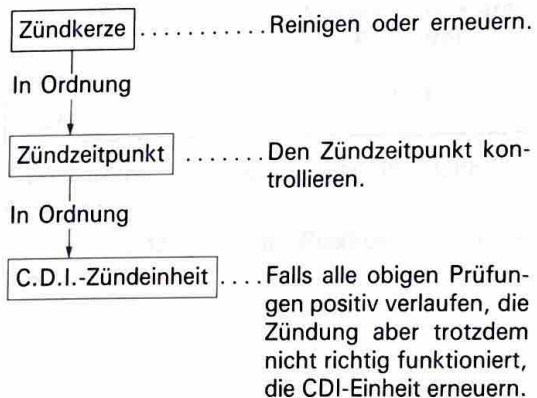 Zündkerze ........... Reinigen oder erneuern.
In Ordnung
Zündzeitpunkt ....... Den Zündzeitpunkt kon-
trollieren.
In Ordnung
C.D.I.-Zündeinheit .... Falls alle obigen Prüfun-
gen positiv verlaufen, die
Zündung aber trotzdem
nicht richtig funktioniert,
die CDI-Einheit erneuern.